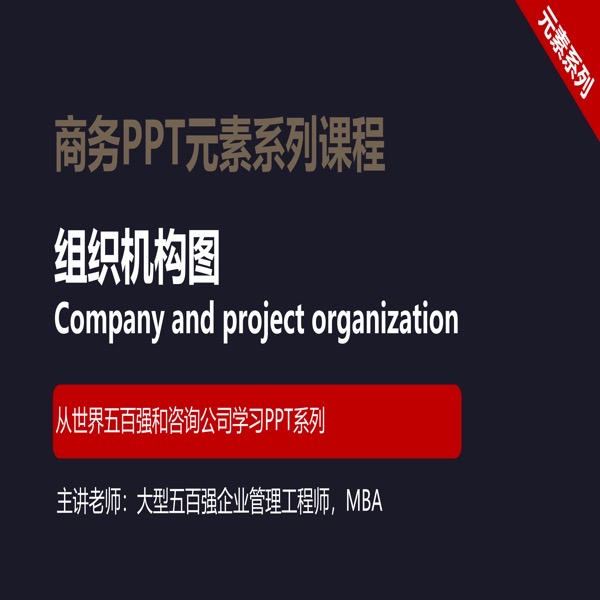 元素系列
商务PPT元素系列课程
组织机构图
Company and project organization
从世界五百强和咨询公司学习PPT系列
主讲老师：大型五百强企业管理工程师，MBA